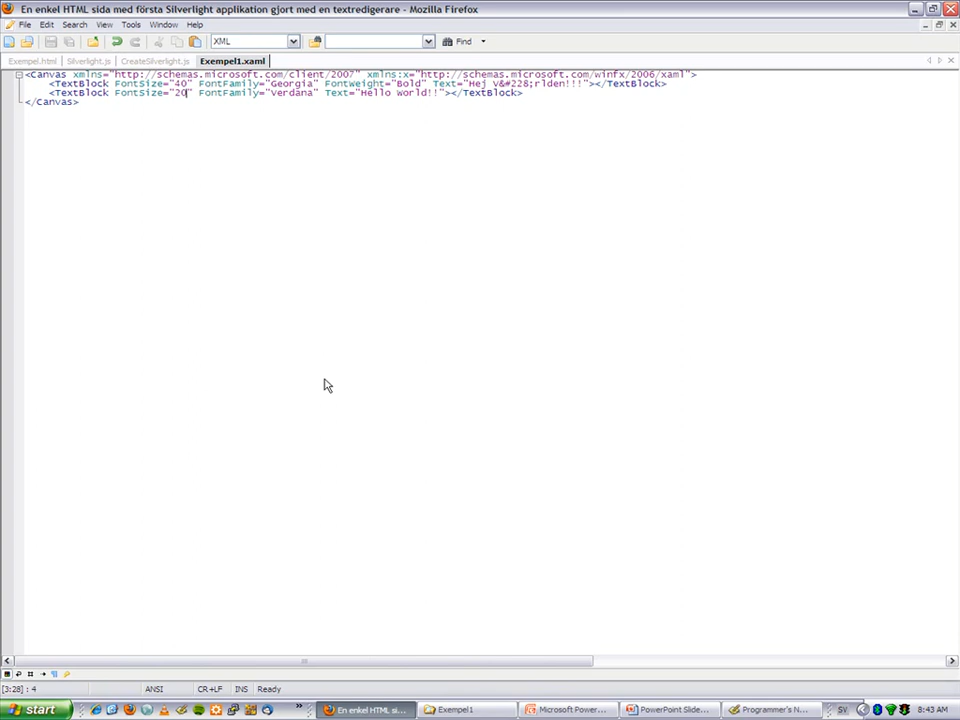 En enkel HTML sida med första Silverlight applikation gjort med en textredigerare - Mozilla Firefox
File Edit Search View Tools Window Help
XML Find
Exempel.html Silverlight.js CreateSilverlight.js Exempel1.xaml
<Canvas xmlns="http://schemas.microsoft.com/client/2007" xmlns:x="http://schemas.microsoft.com/winfx/2006/xaml">
<TextBlock FontSize="40" FontFamily="Georgia" FontWeight="Bold" Text="Hej v&#228;rlden!!!"></TextBlock>
<TextBlock FontSize="20" FontFamily="Verdana" Text="Hello World!!"></TextBlock>
</Canvas>
[3:28] : 4 ANSI CR+LF INS Ready
start En enkel HTML si... Exempel1 Microsoft Power... PowerPoint Slide... Programmer's N... SV 8:43 AM